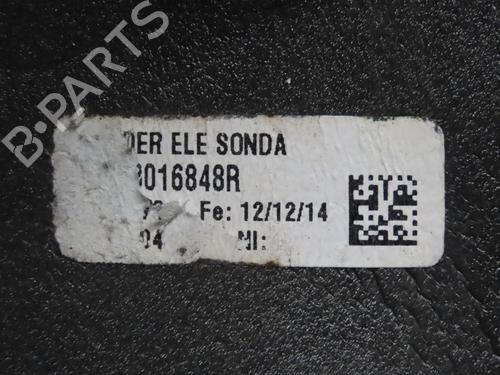 B-PARTS
DER ELE SONDA
8016848R
Fe: 12/12/14
04 NI: